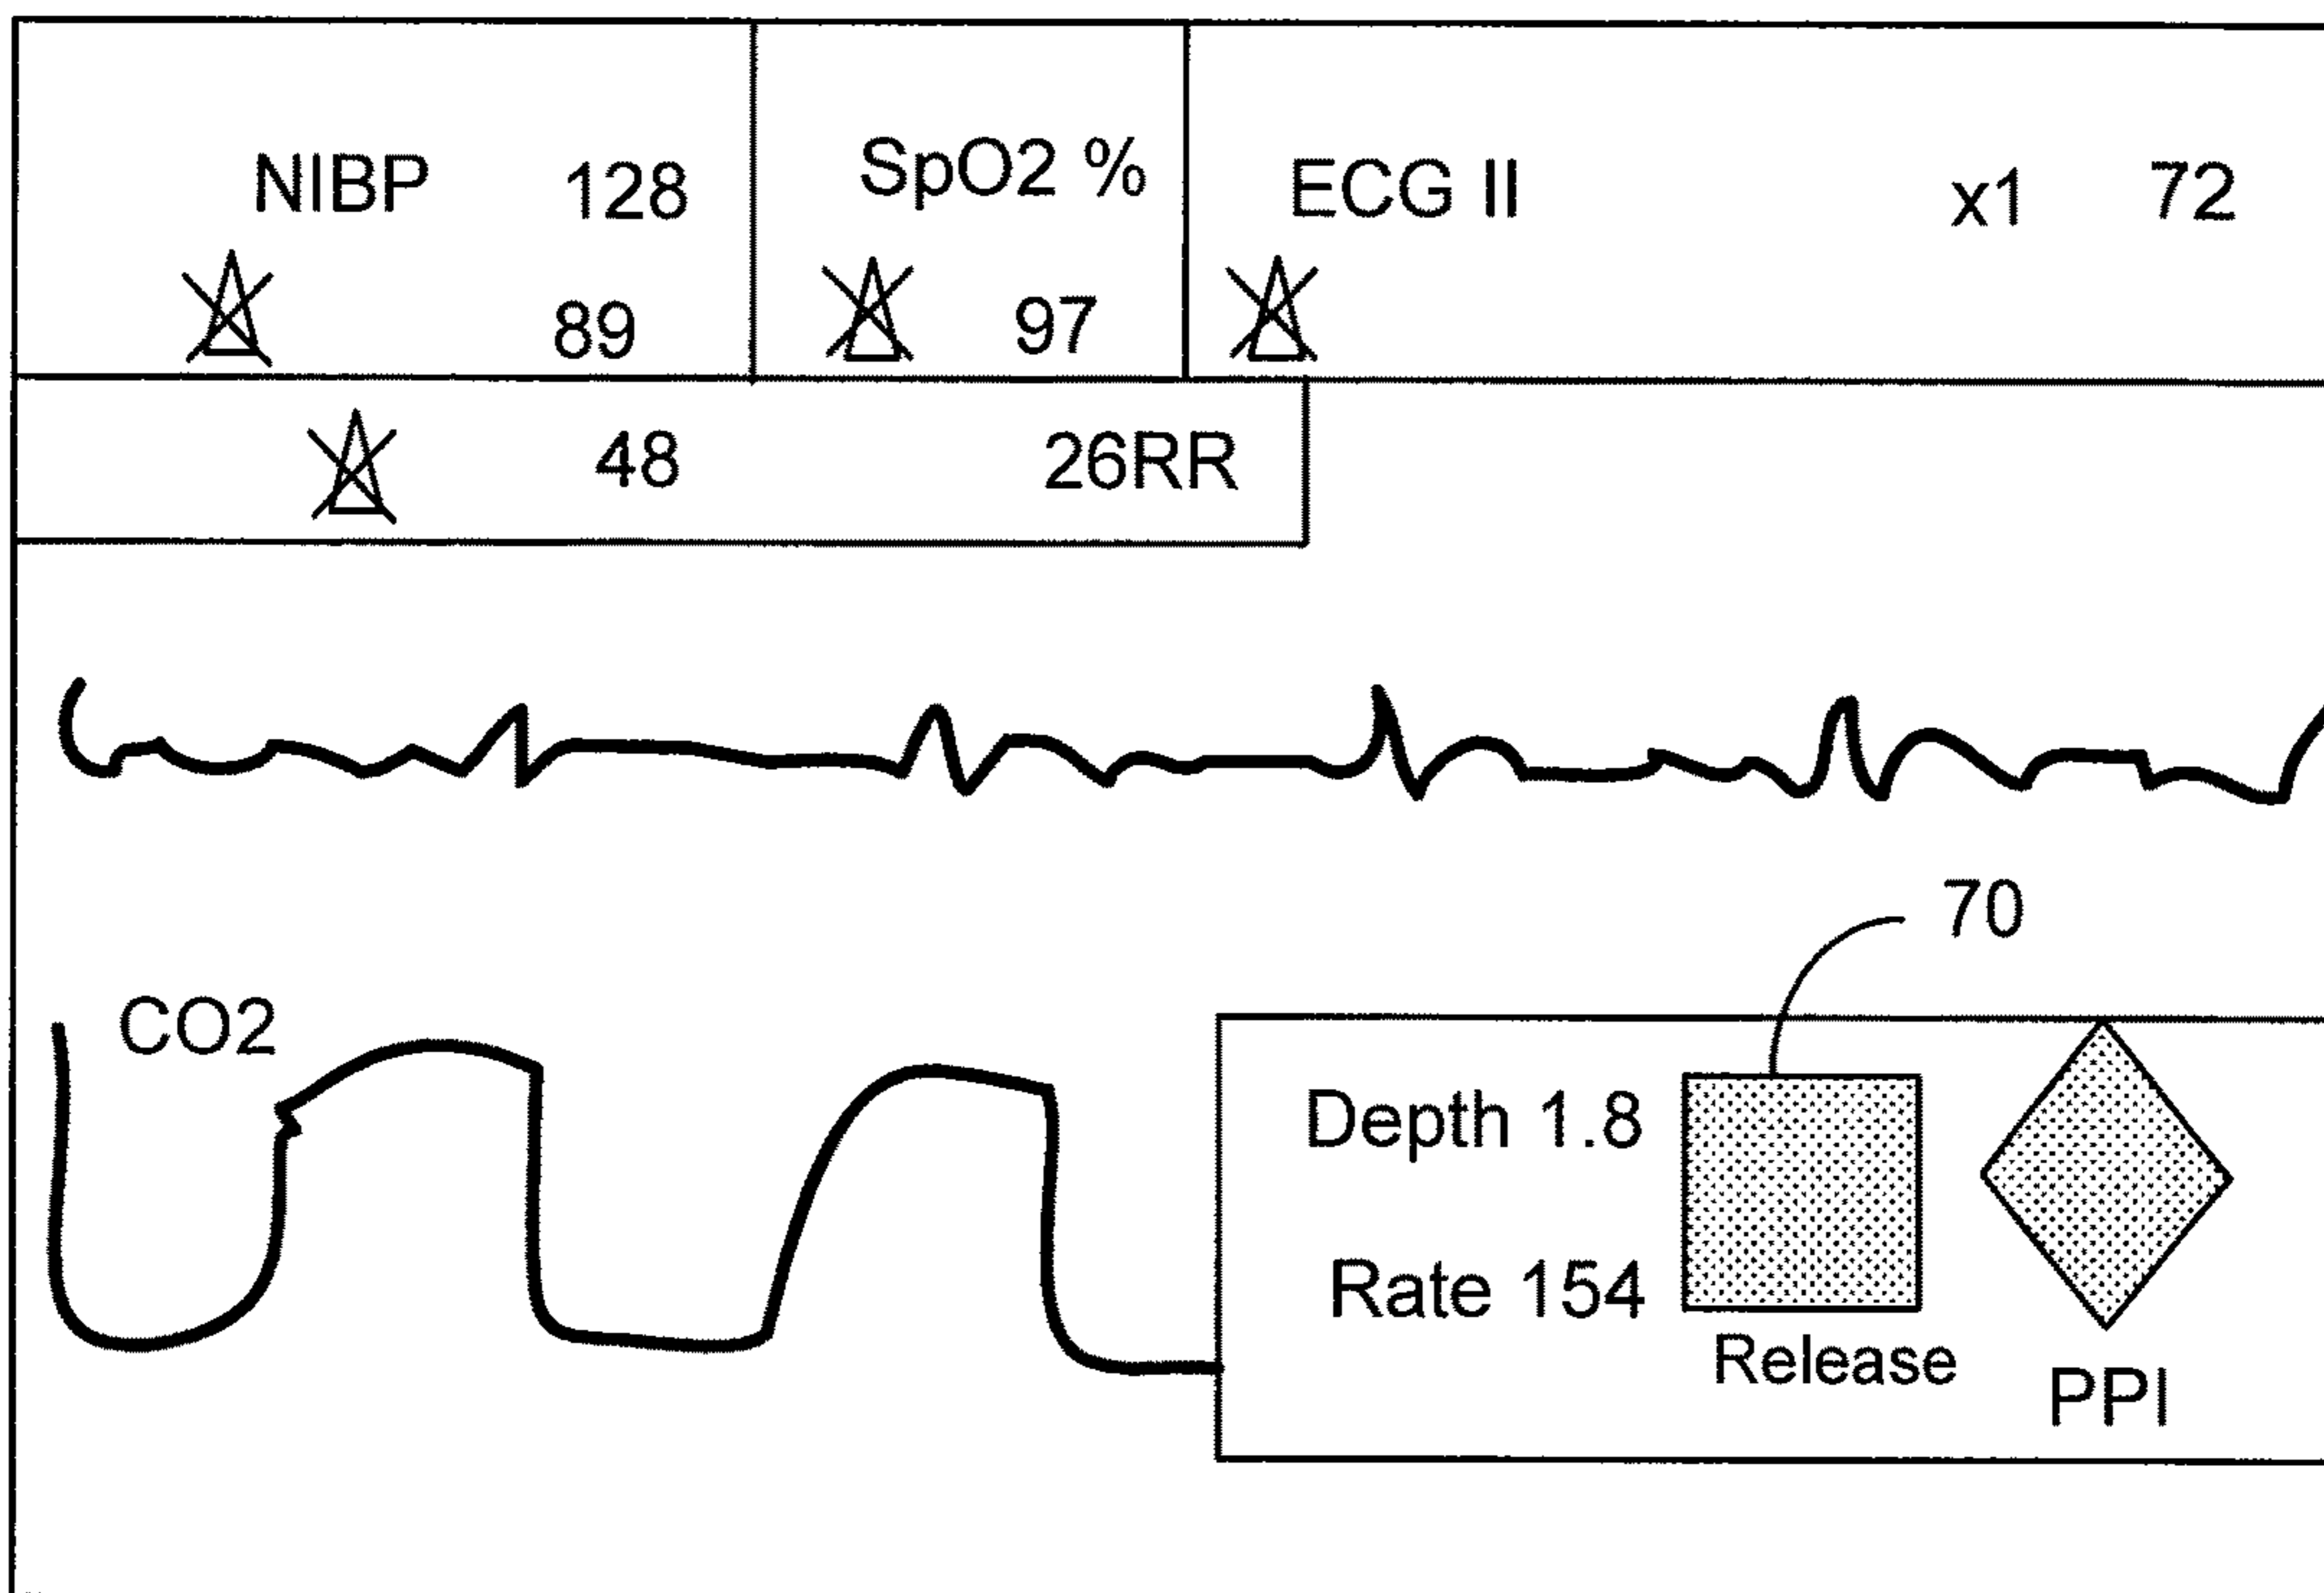 NIBP 128
89
SpO2 %
97
ECG II x1 72
48 26RR
70
CO2
Depth 1.8
Rate 154
Release
PPI